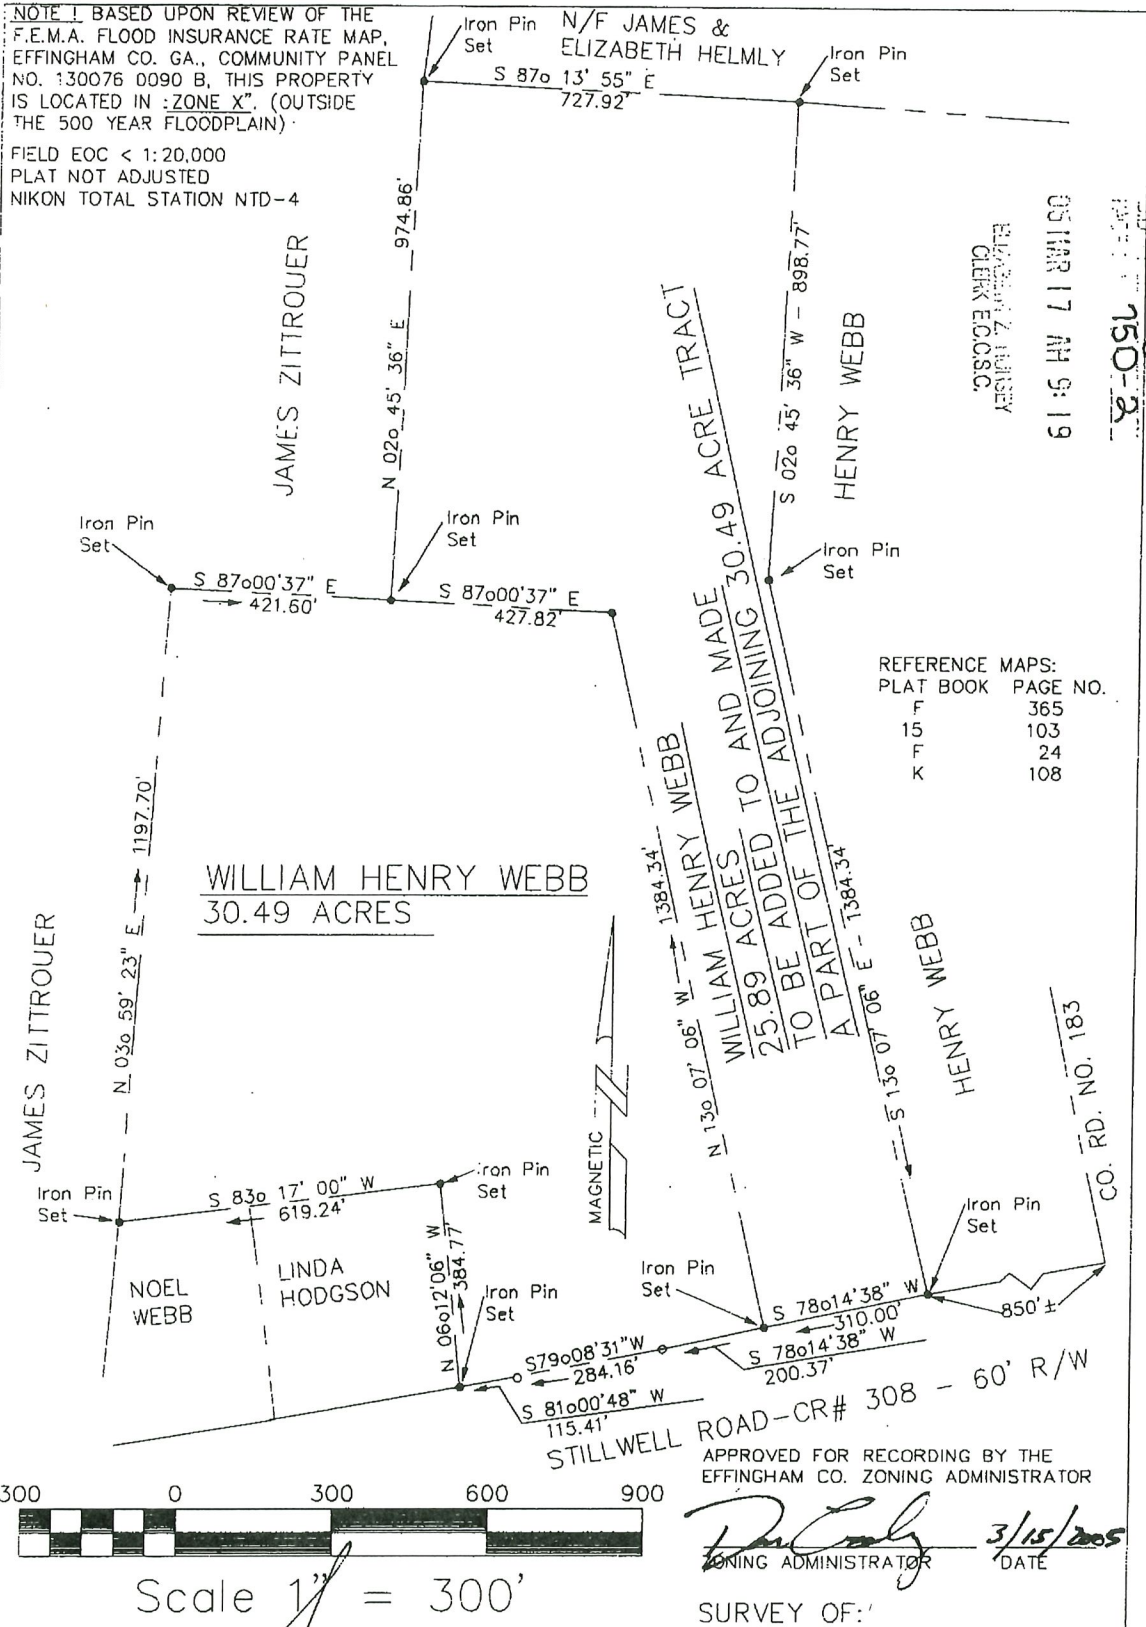 NOTE ! BASED UPON REVIEW OF THE
F.E.M.A. FLOOD INSURANCE RATE MAP,
EFFINGHAM CO. GA., COMMUNITY PANEL
NO. 130076 0090 B, THIS PROPERTY
IS LOCATED IN :ZONE X". (OUTSIDE
THE 500 YEAR FLOODPLAIN)
FIELD EOC < 1:20,000
PLAT NOT ADJUSTED
NIKON TOTAL STATION NTD-4
Iron Pin
Set
N/F JAMES &
ELIZABETH HELMLY
Iron Pin
Set
S 87o 13' 55" E
727.92'
N 02o 45' 36" E 974.86'
JAMES ZITTROUER
S 02o 45' 36" W - 898.77'
HENRY WEBB
750-2
05 MAR 17 AM 9:19
CLERK E.C.C.S.C.
Iron Pin
Set
Iron Pin
Set
Iron Pin
Set
S 87o00'37" E
421.60'
S 87o00'37" E
427.82'
REFERENCE MAPS:
PLAT BOOK PAGE NO.
F 365
15 103
F 24
K 108
N 03o 59' 23" E 1197.70'
JAMES ZITTROUER
WILLIAM HENRY WEBB
30.49 ACRES
N 13o 07' 06" W 1384.34'
WILLIAM HENRY WEBB
25.89 ACRES TO AND MADE
TO BE ADDED TO THE ADJOINING 30.49 ACRE TRACT
A PART OF
S 13o 07' 06" E - 1384.34'
HENRY WEBB
CO. RD. NO. 183
MAGNETIC
Iron Pin
Set
S 83o 17' 00" W
619.24'
Iron Pin
Set
NOEL
WEBB
LINDA
HODGSON
N 06o12'06" W
384.77'
Iron Pin
Set
Iron Pin
Set
Iron Pin
Set
S 78o14'38" W
310.00'
850'±
S79o08'31"W
284.16'
S 78o14'38" W
200.37'
S 81o00'48" W
115.41'
STILLWELL ROAD-CR# 308 - 60' R/W
APPROVED FOR RECORDING BY THE
EFFINGHAM CO. ZONING ADMINISTRATOR
3/15/2005
ZONING ADMINISTRATOR DATE
300 0 300 600 900
Scale 1" = 300'
SURVEY OF: